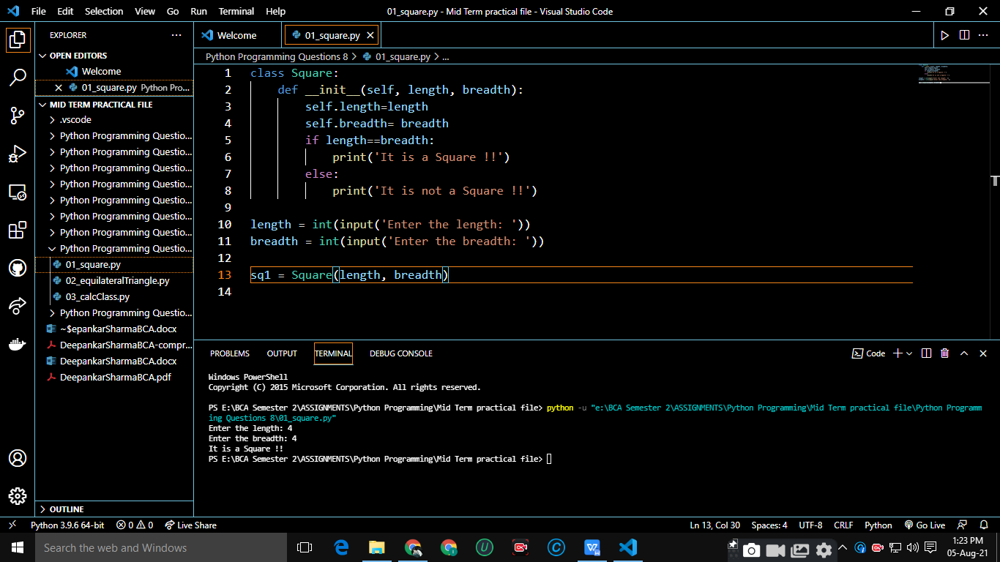 File Edit Selection View Go Run Terminal Help 01_square.py - Mid Term practical file - Visual Studio Code
EXPLORER
OPEN EDITORS
Welcome
01_square.py Python Pro...
MID TERM PRACTICAL FILE
.vscode
Python Programming Questio...
Python Programming Questio...
Python Programming Questio...
Python Programming Questio...
Python Programming Questio...
Python Programming Questio...
Python Programming Questio...
Python Programming Questio...
01_square.py
02_equilateralTriangle.py
03_calcClass.py
Python Programming Questio...
~$epankarSharmaBCA.docx
DeepankarSharmaBCA-compr...
DeepankarSharmaBCA.docx
DeepankarSharmaBCA.pdf
OUTLINE
Welcome 01_square.py
Python Programming Questions 8 > 01_square.py > ...
1 class Square:
2     def __init__(self, length, breadth):
3         self.length=length
4         self.breadth= breadth
5         if length==breadth:
6             print('It is a Square !!')
7         else:
8             print('It is not a Square !!')
9
10 length = int(input('Enter the length: '))
11 breadth = int(input('Enter the breadth: '))
12
13 sq1 = Square(length, breadth)
14
PROBLEMS OUTPUT TERMINAL DEBUG CONSOLE Code
Windows PowerShell
Copyright (C) 2015 Microsoft Corporation. All rights reserved.
PS E:\BCA Semester 2\ASSIGNMENTS\Python Programming\Mid Term practical file> python -u "e:\BCA Semester 2\ASSIGNMENTS\Python Programming\Mid Term practical file\Python Programm
ing Questions 8\01_square.py"
Enter the length: 4
Enter the breadth: 4
It is a Square !!
PS E:\BCA Semester 2\ASSIGNMENTS\Python Programming\Mid Term practical file>
Python 3.9.6 64-bit 0 0 Live Share Ln 13, Col 30 Spaces: 4 UTF-8 CRLF Python Go Live
Search the web and Windows
1:23 PM
05-Aug-21